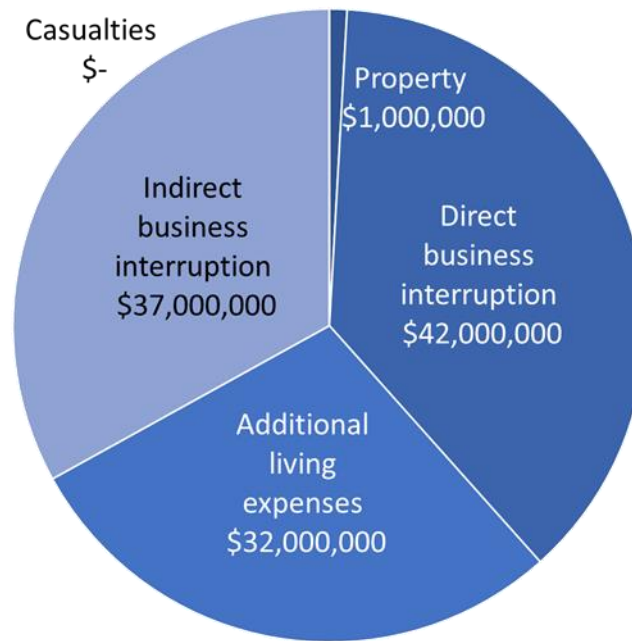 Casualties
$-
Property
$1,000,000
Direct
business
interruption
$42,000,000
Additional
living
expenses
$32,000,000
Indirect
business
interruption
$37,000,000